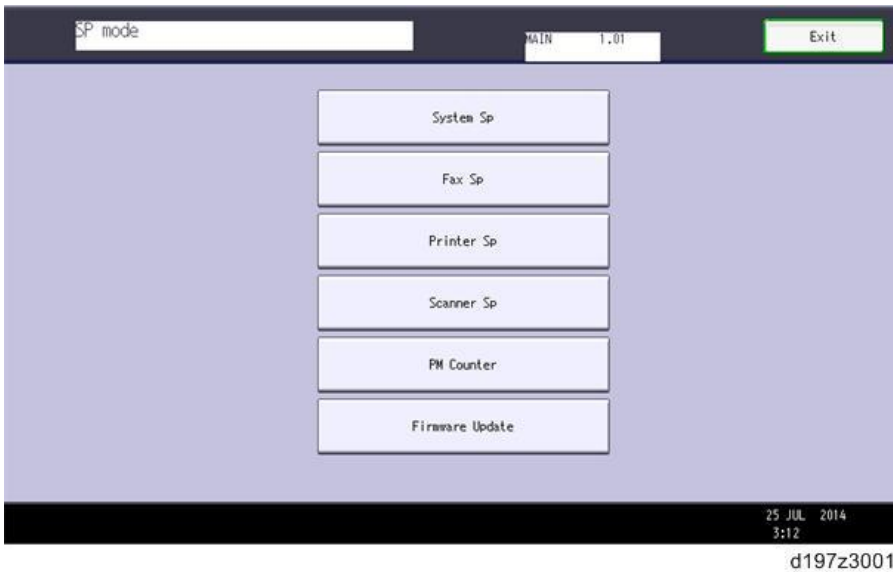 SP mode
MAIN 1.01
Exit
System Sp
Fax Sp
Printer Sp
Scanner Sp
PM Counter
Firmware Update
25 JUL 2014
3:12
d197z3001